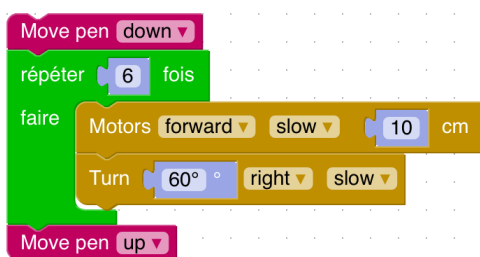 Move pen down ▾
répéter 6 fois
faire
Motors forward ▾ slow ▾ 10 cm
Turn 60° ° right ▾ slow ▾
Move pen up ▾